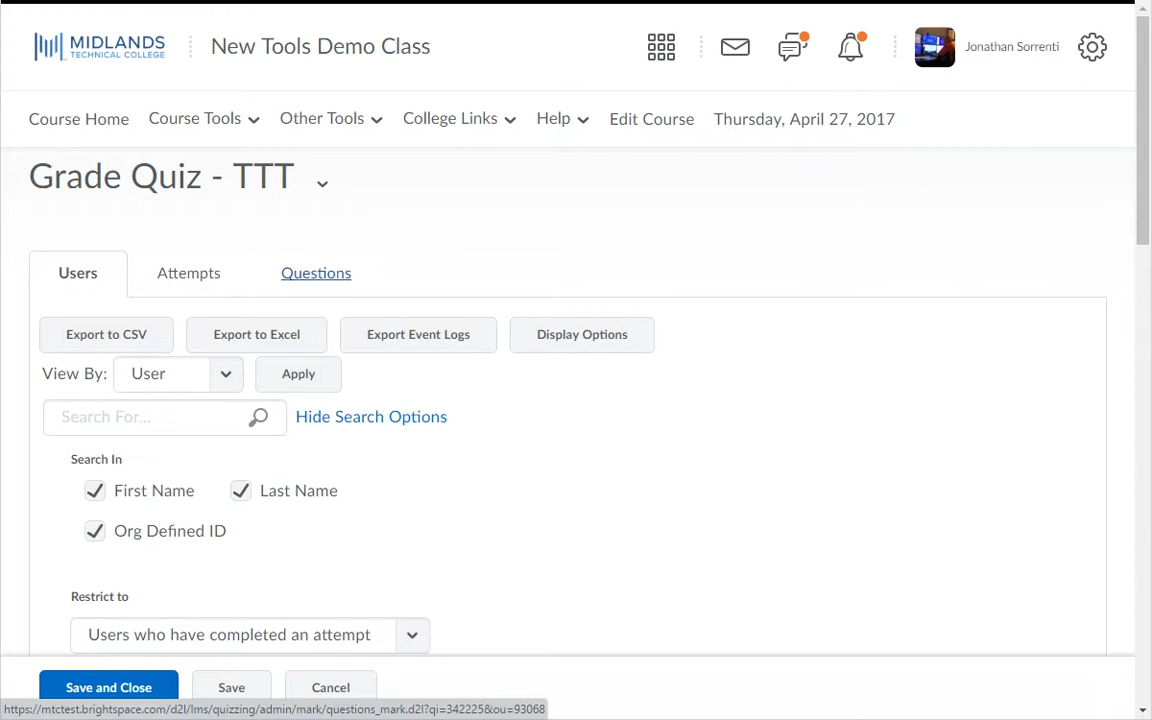 MIDLANDS
TECHNICAL COLLEGE
New Tools Demo Class
Jonathan Sorrenti
Course Home Course Tools Other Tools College Links Help Edit Course Thursday, April 27, 2017
Grade Quiz - TTT
Users Attempts Questions
Export to CSV Export to Excel Export Event Logs Display Options
View By: User Apply
Search For... Hide Search Options
Search In
First Name Last Name
Org Defined ID
Restrict to
Users who have completed an attempt
Save and Close Save Cancel
https://mtctest.brightspace.com/d2l/lms/quizzing/admin/mark/questions_mark.d2l?qi=342225&ou=93068